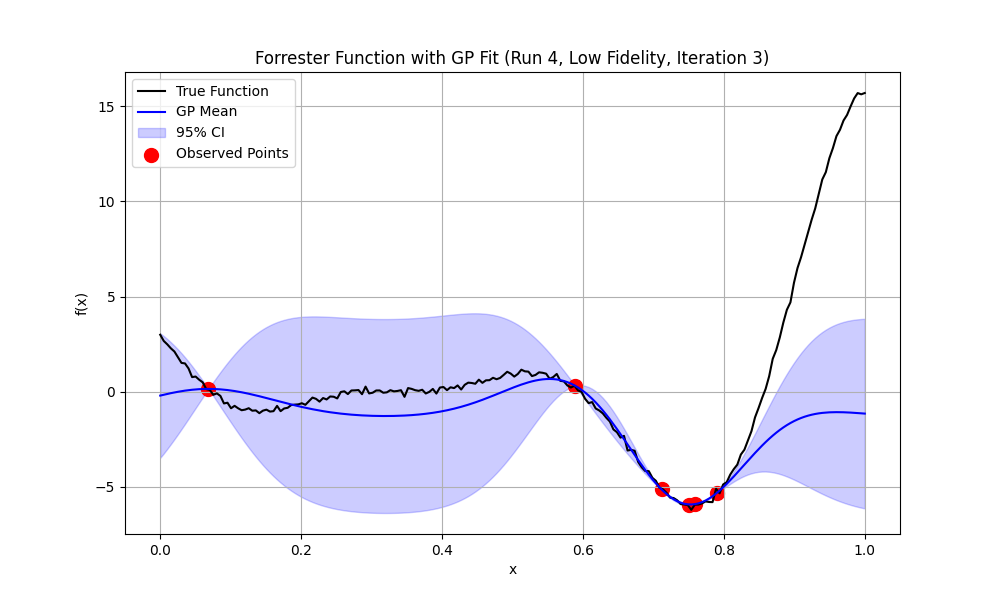 Forrester Function with GP Fit (Run 4, Low Fidelity, Iteration 3)
True Function
GP Mean
95% CI
Observed Points
f(x)
15
10
5
0
−5
0.0 0.2 0.4 0.6 0.8 1.0
x